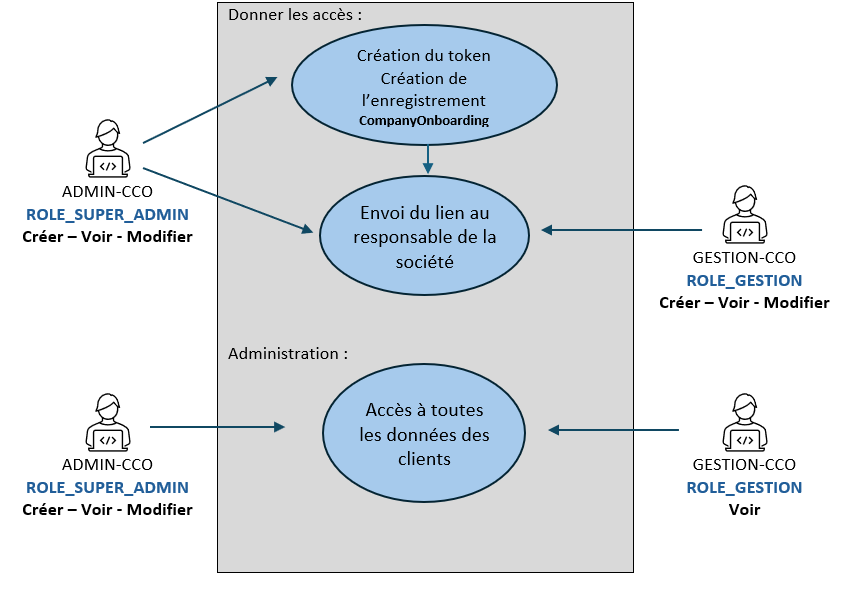 Donner les accès :
Création du token
Création de
l’enregistrement
CompanyOnboarding
</>
ADMIN-CCO
ROLE_SUPER_ADMIN
Créer – Voir - Modifier
Envoi du lien au
responsable de la
société
</>
GESTION-CCO
ROLE_GESTION
Créer – Voir - Modifier
Administration :
Accès à toutes
les données des
clients
</>
ADMIN-CCO
ROLE_SUPER_ADMIN
Créer – Voir - Modifier
</>
GESTION-CCO
ROLE_GESTION
Voir